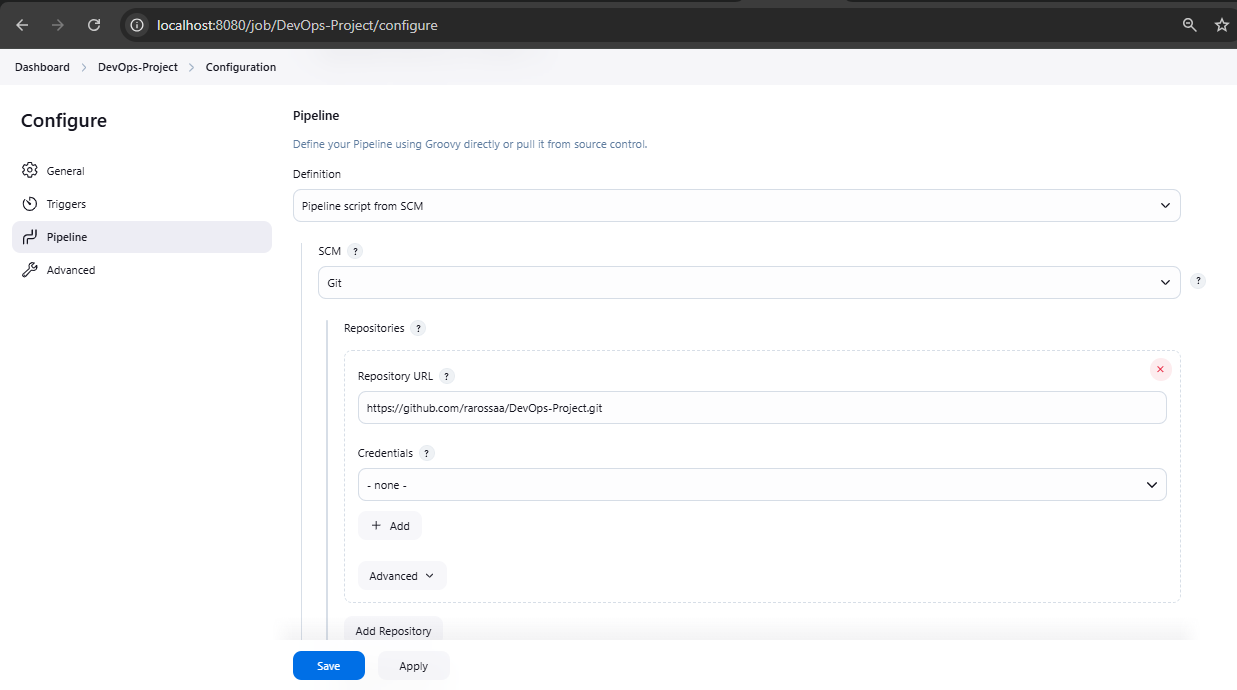 localhost:8080/job/DevOps-Project/configure
Dashboard > DevOps-Project > Configuration
Configure
General
Triggers
Pipeline
Advanced
Pipeline
Define your Pipeline using Groovy directly or pull it from source control.
Definition
Pipeline script from SCM
SCM ?
Git
?
Repositories ?
Repository URL ?
https://github.com/rarossaa/DevOps-Project.git
Credentials ?
- none -
+ Add
Advanced
Add Repository
Save Apply